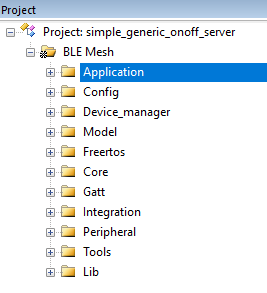 Project
Project: simple_generic_onoff_server
BLE Mesh
Application
Config
Device_manager
Model
Freertos
Core
Gatt
Integration
Peripheral
Tools
Lib